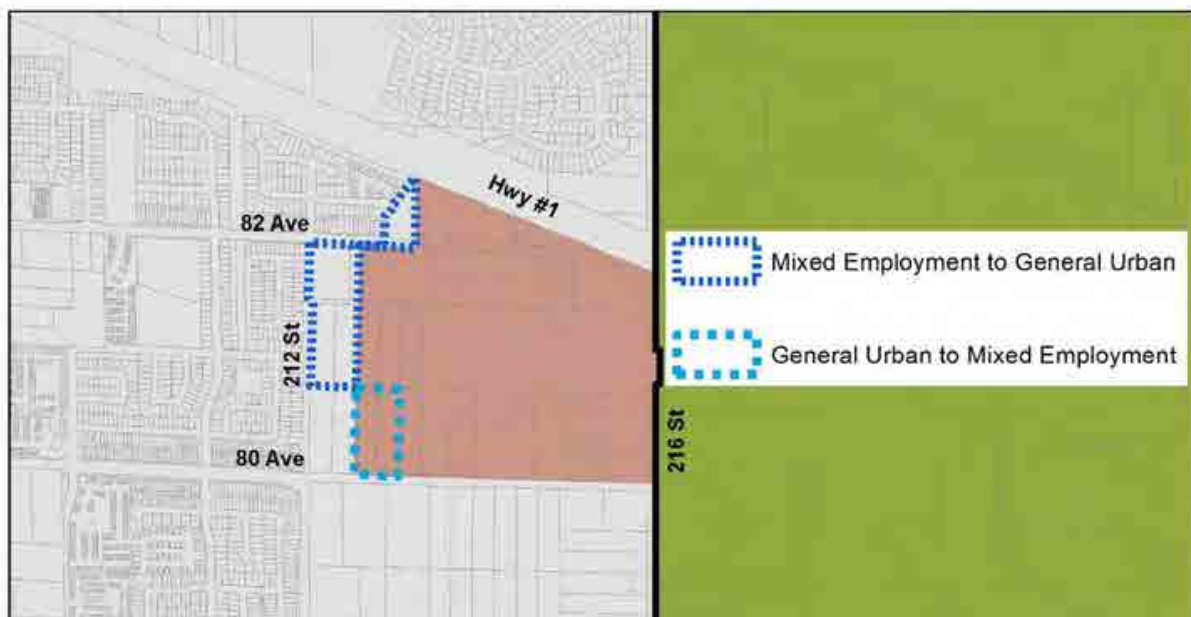 Hwy #1
82 Ave
Mixed Employment to General Urban
212 St
General Urban to Mixed Employment
216 St
80 Ave